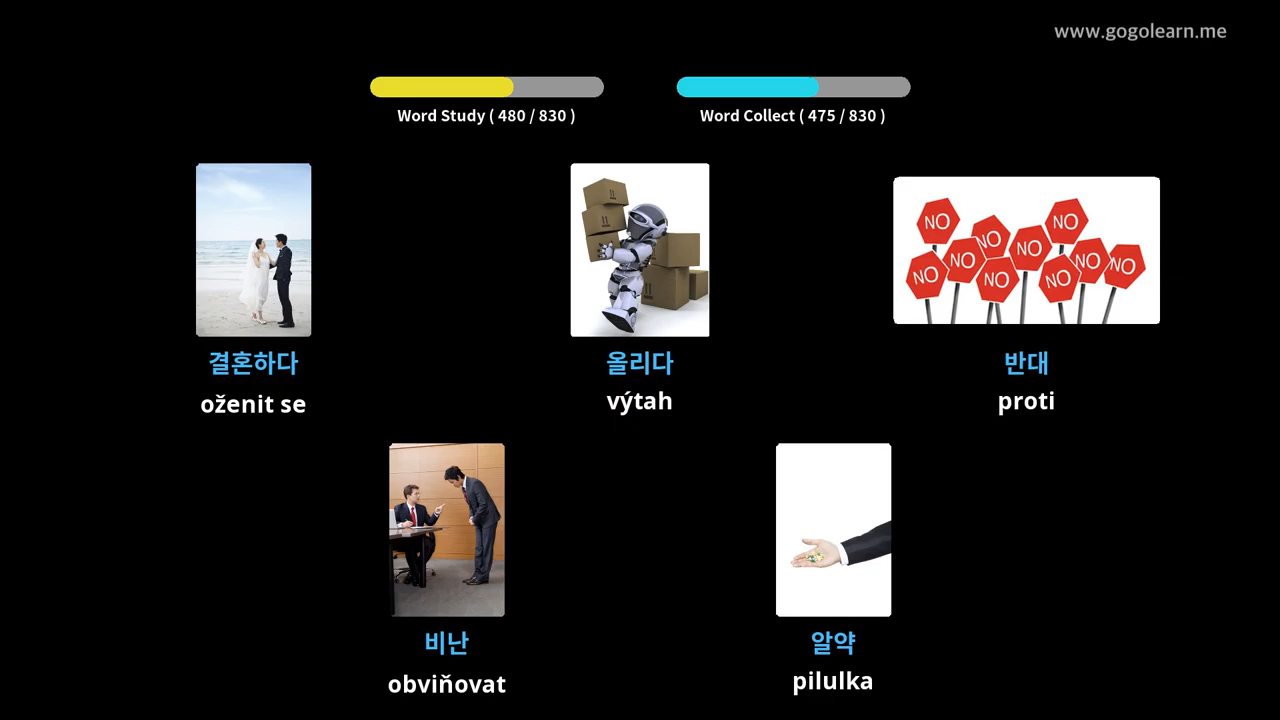 www.gogolearn.me
Word Study ( 480 / 830 )
Word Collect ( 475 / 830 )
NO
NO
NO
NO
NO
NO
NO
NO
NO
NO
결혼하다
올리다
반대
oženit se
výtah
proti
비난
알약
obviňovat
pilulka